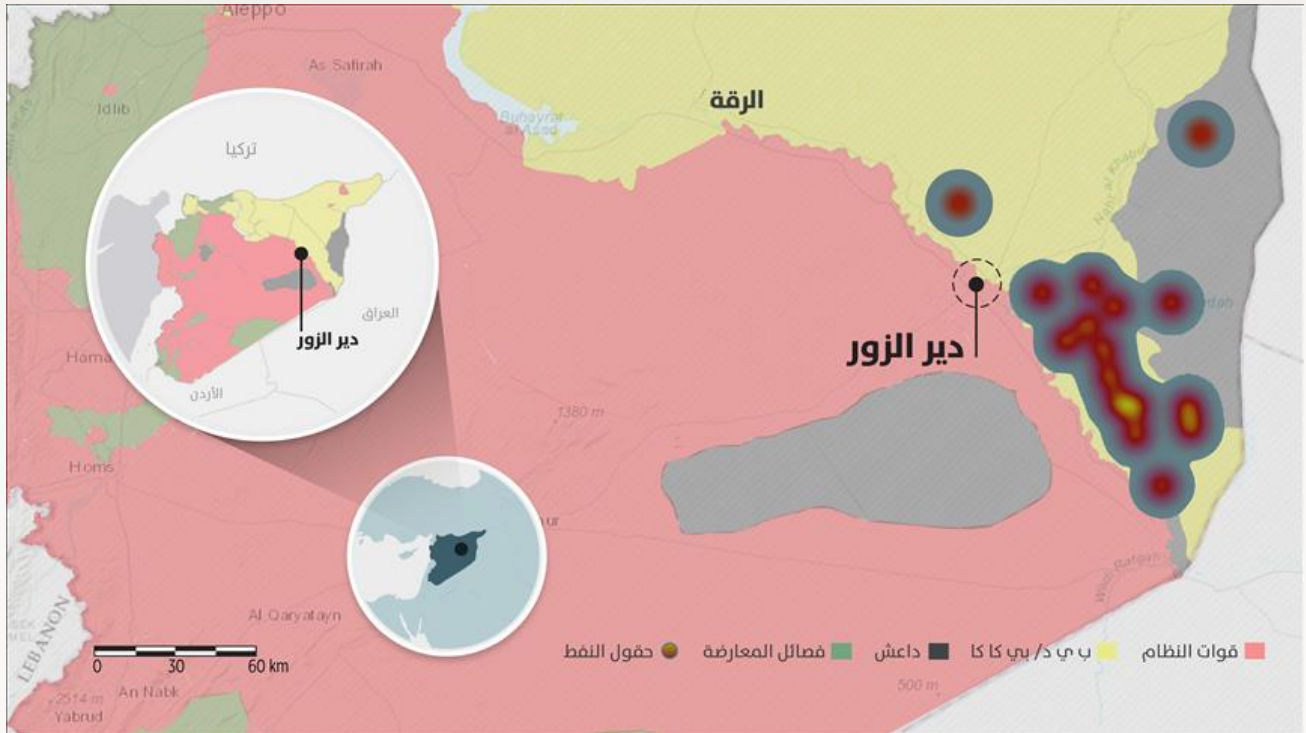 Aleppo
As Safirah
Idlib
الرقة
Buhayrat
al Asad
Nahr al Khabur
تركيا
العراق
دير الزور
الأردن
دير الزور
Hama
1380 m
Homs
Al Qaryatayn
LEBANON
0 30 60 km
قوات النظام
ب ي د/ بي كا كا
داعش
فصائل المعارضة
حقول النفط
2514 m
An Nabk
Yabrud
500 m